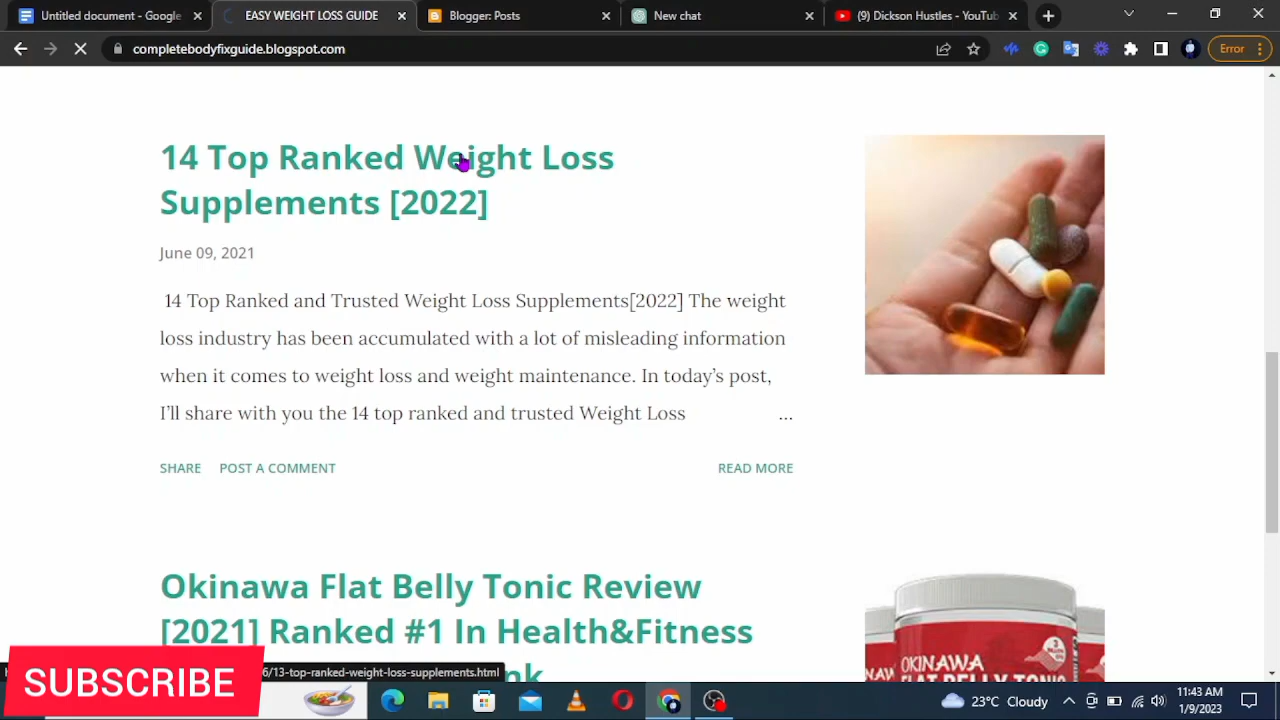 Untitled document - Google
EASY WEIGHT LOSS GUIDE
Blogger: Posts
New chat
(9) Dickson Hustles - YouTub
completebodyfixguide.blogspot.com
Error
14 Top Ranked Weight Loss
Supplements [2022]
June 09, 2021
14 Top Ranked and Trusted Weight Loss Supplements[2022] The weight
loss industry has been accumulated with a lot of misleading information
when it comes to weight loss and weight maintenance. In today's post,
I'll share with you the 14 top ranked and trusted Weight Loss ...
SHARE POST A COMMENT READ MORE
Okinawa Flat Belly Tonic Review
[2021] Ranked #1 In Health&Fitness
nk
OKINAWA
FLAT BELLY TONIC
6/13-top-ranked-weight-loss-supplements.html
SUBSCRIBE
23°C Cloudy
11:43 AM
1/9/2023